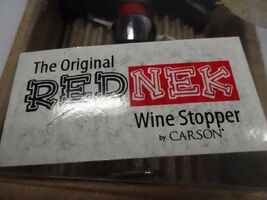 The Original
REDNEK
Wine Stopper
by CARSON®